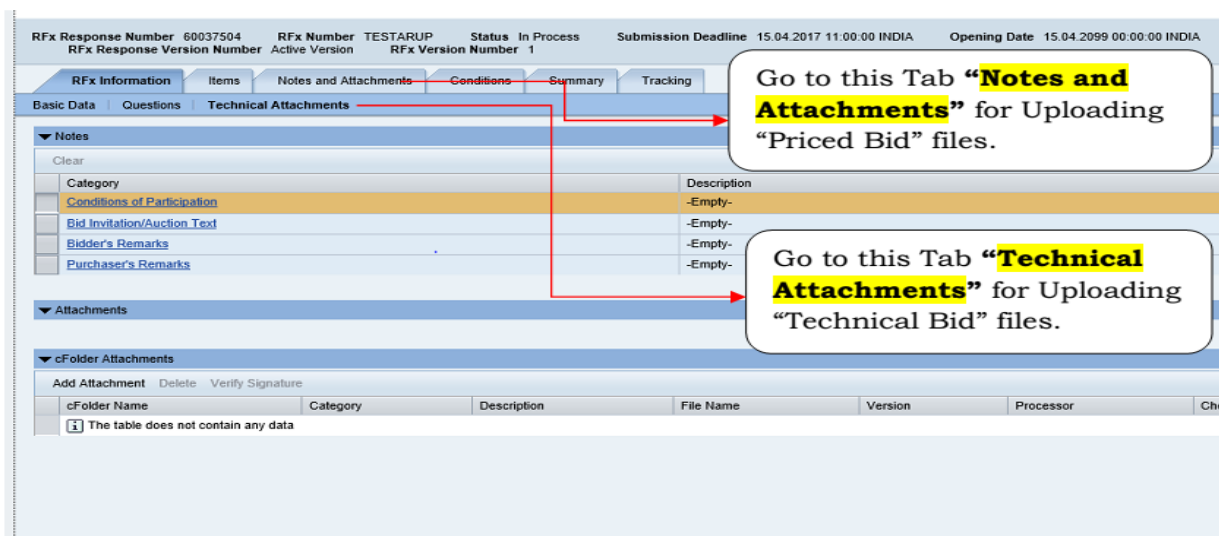 RFx Response Number 60037504 RFx Number TESTARUP Status In Process Submission Deadline 15.04.2017 11:00:00 INDIA Opening Date 15.04.2099 00:00:00 INDIA
RFx Response Version Number Active Version RFx Version Number 1
RFx Information Items Notes and Attachments Conditions Summary Tracking
Basic Data Questions Technical Attachments
Go to this Tab “Notes and
Attachments” for Uploading
“Priced Bid” files.
Notes
Clear
Category Description
Conditions of Participation -Empty-
Bid Invitation/Auction Text -Empty-
Bidder's Remarks -Empty-
Purchaser's Remarks -Empty-
Go to this Tab “Technical
Attachments” for Uploading
“Technical Bid” files.
Attachments
cFolder Attachments
Add Attachment Delete Verify Signature
cFolder Name Category Description File Name Version Processor Che
i The table does not contain any data